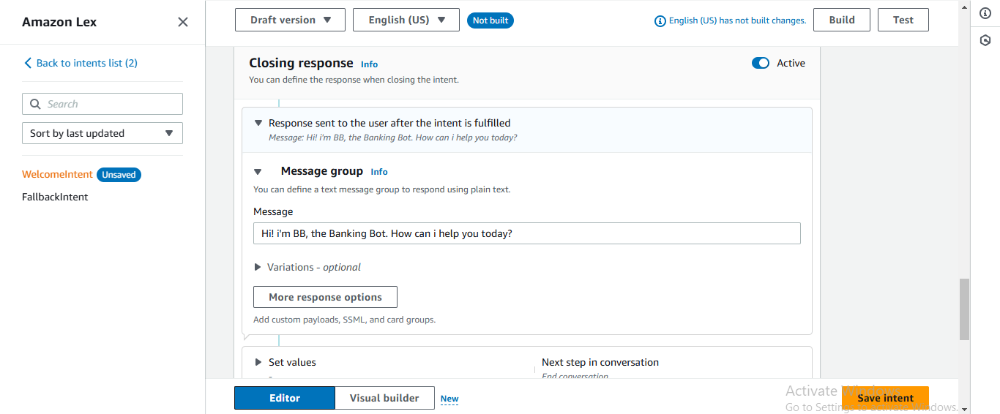 Amazon Lex
Back to intents list (2)
Search
Sort by last updated
WelcomeIntent Unsaved
FallbackIntent
Draft version English (US) Not built English (US) has not built changes. Build Test
Closing response Info Active
You can define the response when closing the intent.
Response sent to the user after the intent is fulfilled
Message: Hi! i'm BB, the Banking Bot. How can i help you today?
Message group Info
You can define a text message group to respond using plain text.
Message
Hi! i'm BB, the Banking Bot. How can i help you today?
Variations - optional
More response options
Add custom payloads, SSML, and card groups.
Set values Next step in conversation
- End conversation
Editor Visual builder New Save intent
Activate Windows
Go to Settings to activate Windows.